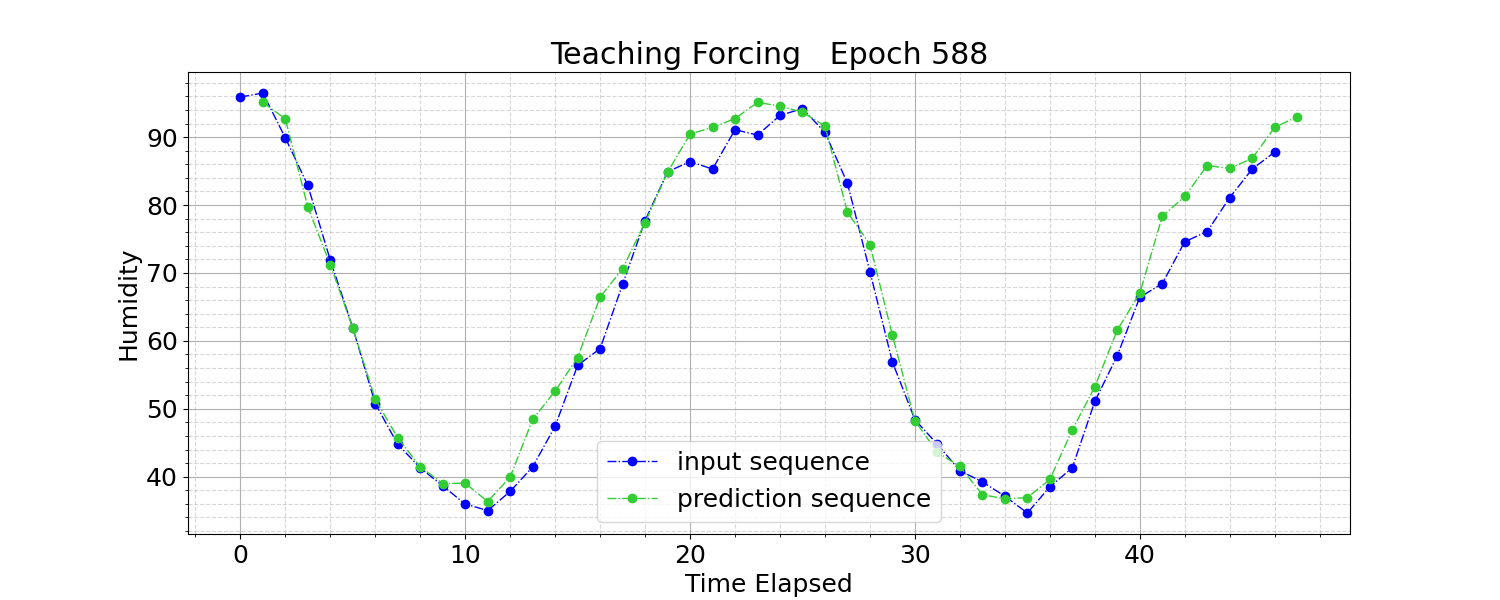 Teaching Forcing   Epoch 588
Humidity
90
80
70
60
50
40
input sequence
prediction sequence
0 10 20 30 40
Time Elapsed